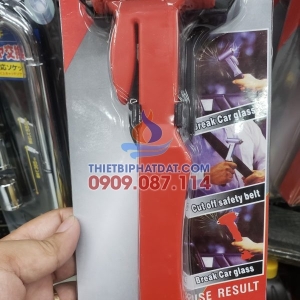 Break Car glass
THIETBIPHATDAT.COM
0909.087.114
Cut off safety belt
Break Car glass
USE RESULT